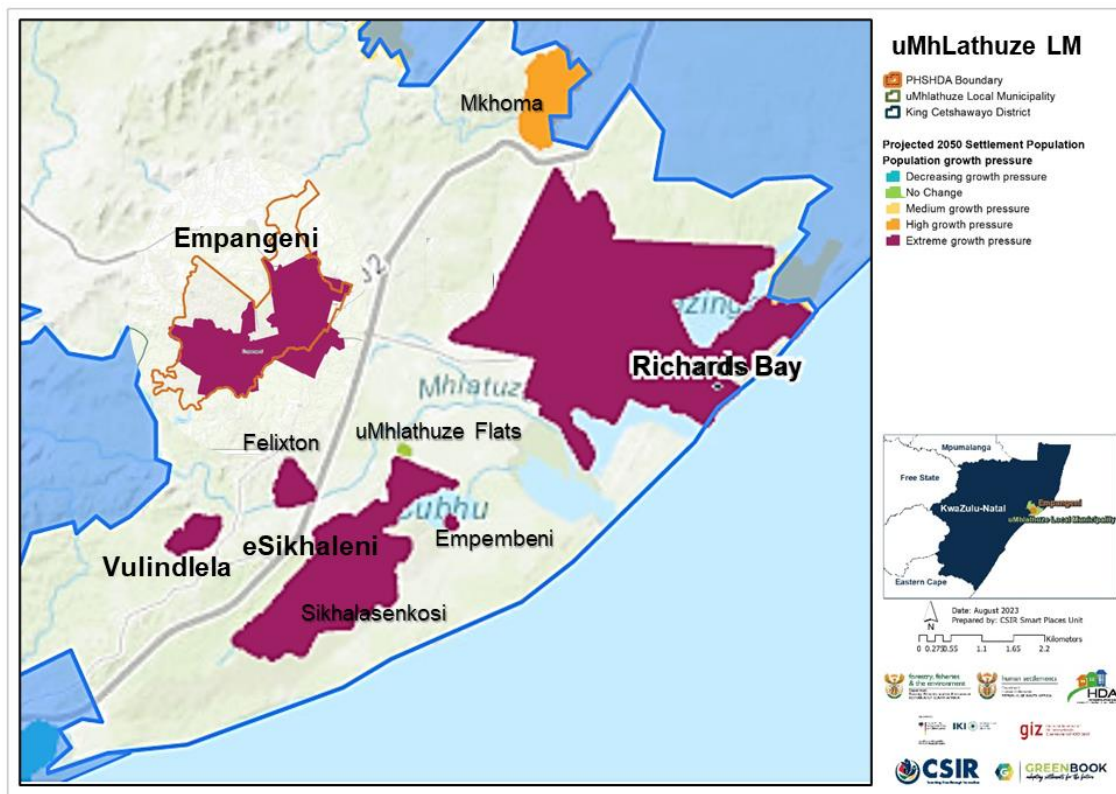 uMhLathuze LM
PHSHDA Boundary
uMhlathuze Local Municipality
King Cetshawayo District
Projected 2050 Settlement Population
Population growth pressure
Decreasing growth pressure
No Change
Medium growth pressure
High growth pressure
Extreme growth pressure
Mkhoma
Empangeni
Richards Bay
Mhlatuz
uMhlathuze Flats
Felixton
Cubhu
Empembeni
eSikhaleni
Vulindlela
Sikhalasenkosi
Mpumalanga
Free State
KwaZulu-Natal
Empangeni
uMhlathuze Local Municipality
Eastern Cape
N
Date: August 2023
Prepared by: CSIR Smart Places Unit
Kilometers
0 0.275 0.55 1.1 1.65 2.2
forestry, fisheries
& the environment
human settlements
HDA
IKI
giz
CSIR
GREENBOOK